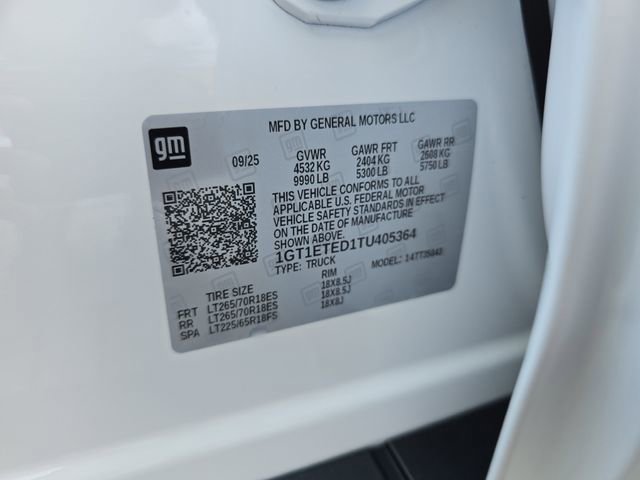 MFD BY GENERAL MOTORS LLC
gm
09/25
GVWR GAWR FRT GAWR RR
4532 KG 2404 KG 2608 KG
9990 LB 5300 LB 5750 LB
THIS VEHICLE CONFORMS TO ALL
APPLICABLE U.S. FEDERAL MOTOR
VEHICLE SAFETY STANDARDS IN EFFECT
ON THE DATE OF MANUFACTURE
SHOWN ABOVE.
1GT1ETED1TU405364
TYPE: TRUCK MODEL:
TIRE SIZE RIM
FRT LT265/70R18ES 18X8.5J
RR LT265/70R18ES 18X8.5J
SPA LT225/65R18FS 18X8J